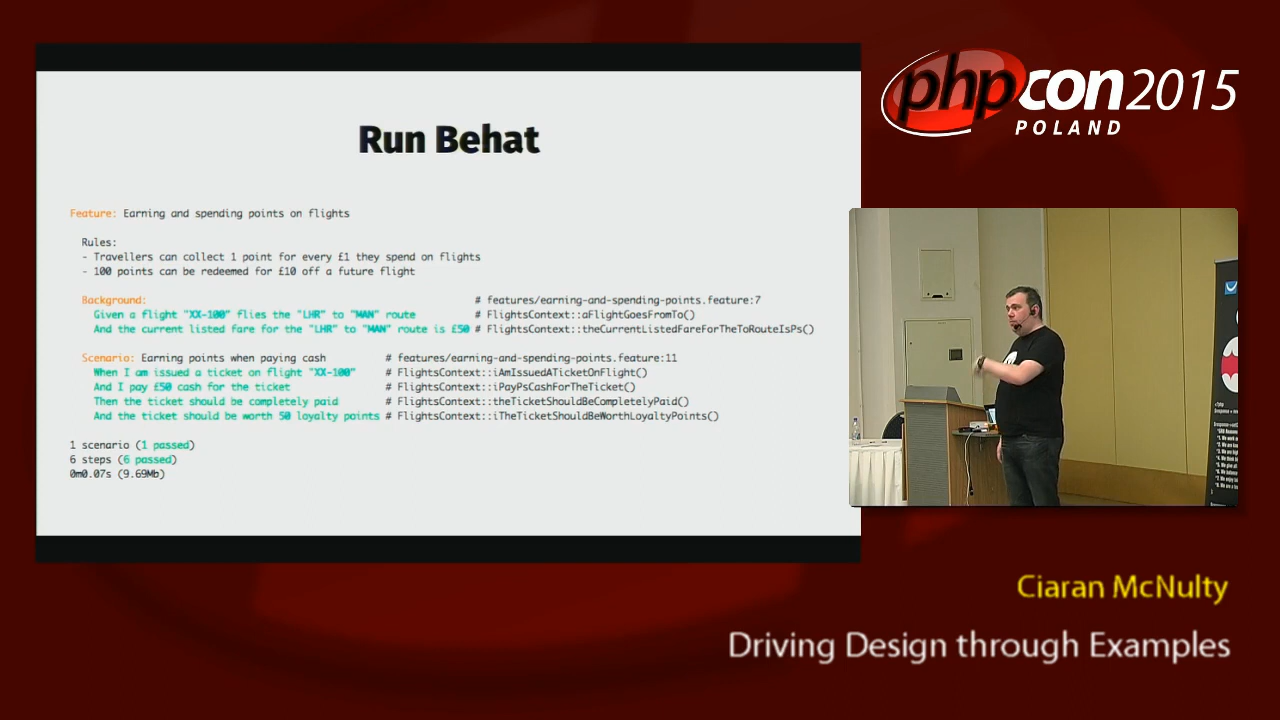 Run Behat
Feature: Earning and spending points on flights
Rules:
- Travellers can collect 1 point for every £1 they spend on flights
- 100 points can be redeemed for £10 off a future flight
Background: # features/earning-and-spending-points.feature:7
Given a flight "XX-100" flies the "LHR" to "MAN" route # FlightsContext::aFlightGoesFromTo()
And the current listed fare for the "LHR" to "MAN" route is £50 # FlightsContext::theCurrentListedFareForTheToRouteIsPs()
Scenario: Earning points when paying cash # features/earning-and-spending-points.feature:11
When I am issued a ticket on flight "XX-100" # FlightsContext::iAmIssuedATicketOnFlight()
And I pay £50 cash for the ticket # FlightsContext::iPayPsCashForTheTicket()
Then the ticket should be completely paid # FlightsContext::theTicketShouldBeCompletelyPaid()
And the ticket should be worth 50 loyalty points # FlightsContext::iTheTicketShouldBeWorthLoyaltyPoints()
1 scenario (1 passed)
6 steps (6 passed)
0m0.07s (9.69Mb)
phpcon2015
POLAND
Ciaran McNulty
Driving Design through Examples